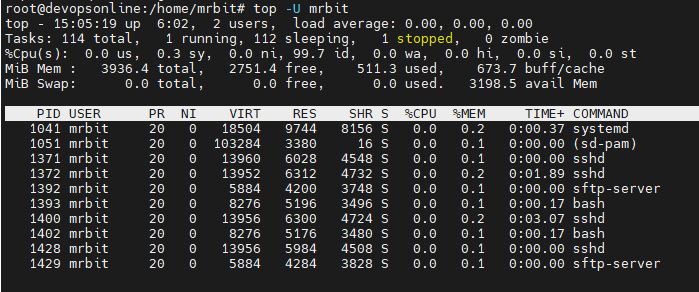 root@devopsonline:/home/mrbit# top -U mrbit
top - 15:05:19 up  6:02,  2 users,  load average: 0.00, 0.00, 0.00
Tasks: 114 total,   1 running, 112 sleeping,   1 stopped,   0 zombie
%Cpu(s):  0.0 us,  0.3 sy,  0.0 ni, 99.7 id,  0.0 wa,  0.0 hi,  0.0 si,  0.0 st
MiB Mem :   3936.4 total,   2751.4 free,    511.3 used,    673.7 buff/cache
MiB Swap:      0.0 total,      0.0 free,      0.0 used.   3198.5 avail Mem
PID USER      PR  NI    VIRT    RES    SHR S  %CPU  %MEM     TIME+ COMMAND
1041 mrbit     20   0   18504   9744   8156 S   0.0   0.2   0:00.37 systemd
1051 mrbit     20   0  103284   3380     16 S   0.0   0.1   0:00.00 (sd-pam)
1371 mrbit     20   0   13960   6028   4548 S   0.0   0.1   0:00.00 sshd
1372 mrbit     20   0   13952   6312   4732 S   0.0   0.2   0:01.89 sshd
1392 mrbit     20   0    5884   4200   3748 S   0.0   0.1   0:00.00 sftp-server
1393 mrbit     20   0    8276   5196   3496 S   0.0   0.1   0:00.17 bash
1400 mrbit     20   0   13956   6300   4724 S   0.0   0.2   0:03.07 sshd
1402 mrbit     20   0    8276   5176   3480 S   0.0   0.1   0:00.17 bash
1428 mrbit     20   0   13956   5984   4508 S   0.0   0.1   0:00.00 sshd
1429 mrbit     20   0    5884   4284   3828 S   0.0   0.1   0:00.00 sftp-server